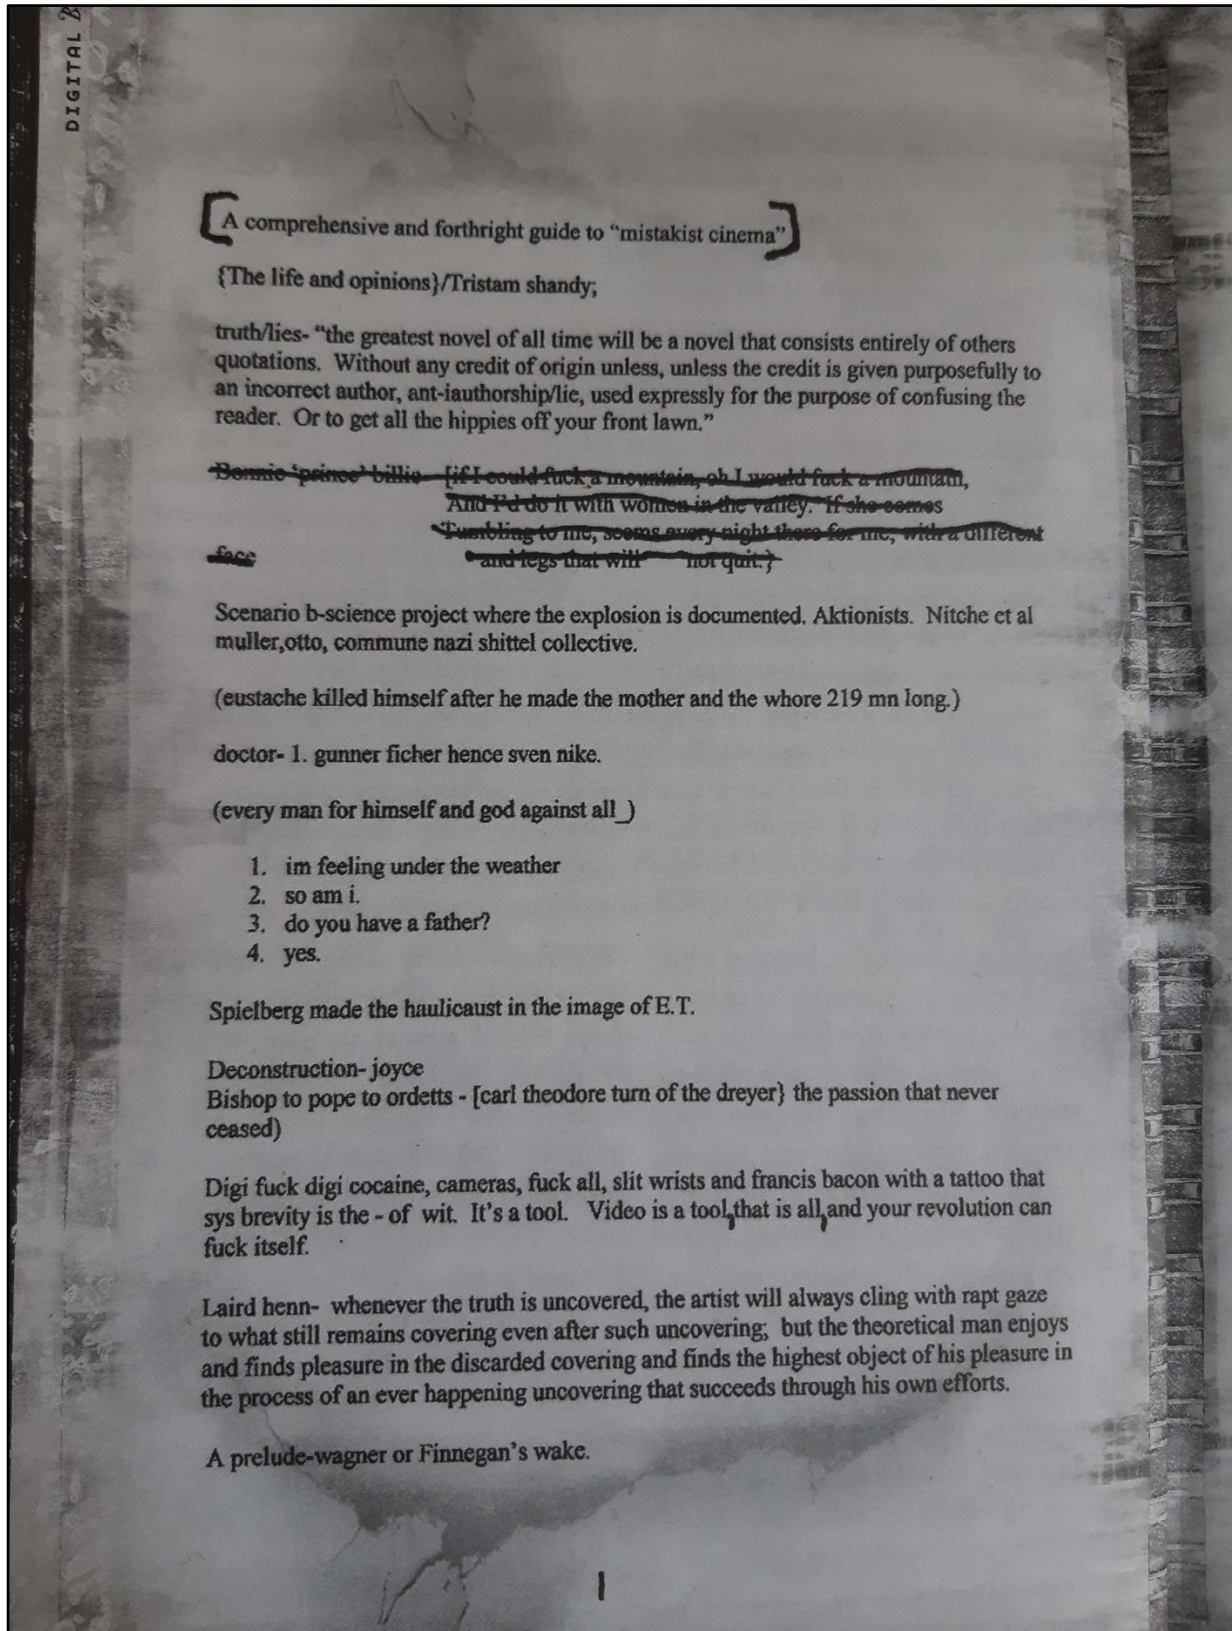 DIGITAL
[A comprehensive and forthright guide to “mistakist cinema”]
{The life and opinions}/Tristam shandy;
truth/lies- “the greatest novel of all time will be a novel that consists entirely of others
quotations. Without any credit of origin unless, unless the credit is given purposefully to
an incorrect author, ant-iauthorship/lie, used expressly for the purpose of confusing the
reader. Or to get all the hippies off your front lawn.”
Bonnie ‘prince’ billie- [if I could fuck a mountain, oh I would fuck a mountain,
And I’d do it with women in the valley. If she comes
Tumbling to me, seems every night there for me, with a different
face and legs that will not quit.}
Scenario b-science project where the explosion is documented. Aktionists. Nitche et al
muller,otto, commune nazi shittel collective.
(eustache killed himself after he made the mother and the whore 219 mn long.)
doctor- 1. gunner ficher hence sven nike.
(every man for himself and god against all_)
1. im feeling under the weather
2. so am i.
3. do you have a father?
4. yes.
Spielberg made the haulicaust in the image of E.T.
Deconstruction- joyce
Bishop to pope to ordetts - [carl theodore turn of the dreyer} the passion that never
ceased)
Digi fuck digi cocaine, cameras, fuck all, slit wrists and francis bacon with a tattoo that
sys brevity is the - of wit. It’s a tool. Video is a tool,that is all,and your revolution can
fuck itself.
Laird henn- whenever the truth is uncovered, the artist will always cling with rapt gaze
to what still remains covering even after such uncovering; but the theoretical man enjoys
and finds pleasure in the discarded covering and finds the highest object of his pleasure in
the process of an ever happening uncovering that succeeds through his own efforts.
A prelude-wagner or Finnegan’s wake.
1